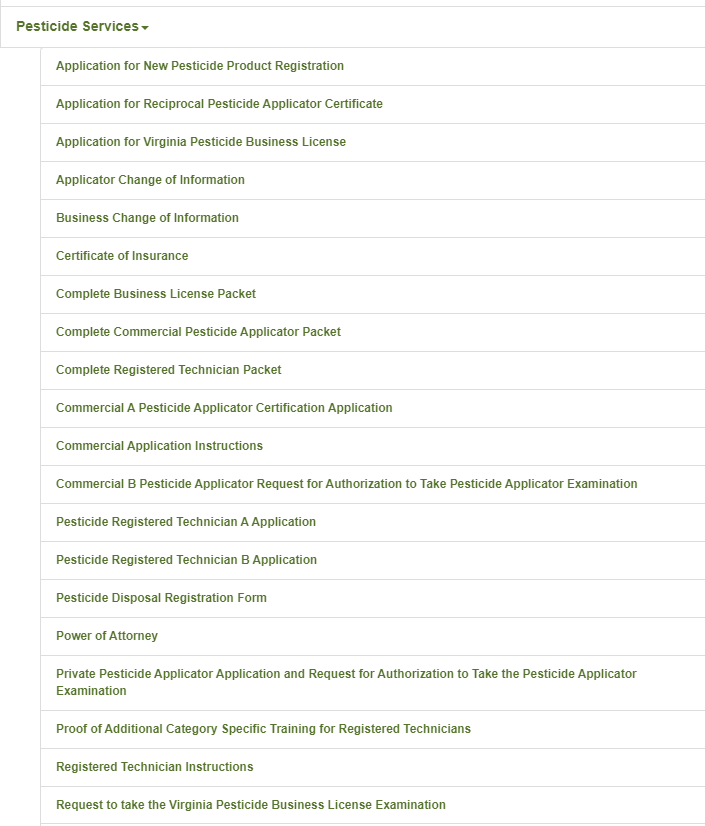 Pesticide Services
Application for New Pesticide Product Registration
Application for Reciprocal Pesticide Applicator Certificate
Application for Virginia Pesticide Business License
Applicator Change of Information
Business Change of Information
Certificate of Insurance
Complete Business License Packet
Complete Commercial Pesticide Applicator Packet
Complete Registered Technician Packet
Commercial A Pesticide Applicator Certification Application
Commercial Application Instructions
Commercial B Pesticide Applicator Request for Authorization to Take Pesticide Applicator Examination
Pesticide Registered Technician A Application
Pesticide Registered Technician B Application
Pesticide Disposal Registration Form
Power of Attorney
Private Pesticide Applicator Application and Request for Authorization to Take the Pesticide Applicator
Examination
Proof of Additional Category Specific Training for Registered Technicians
Registered Technician Instructions
Request to take the Virginia Pesticide Business License Examination